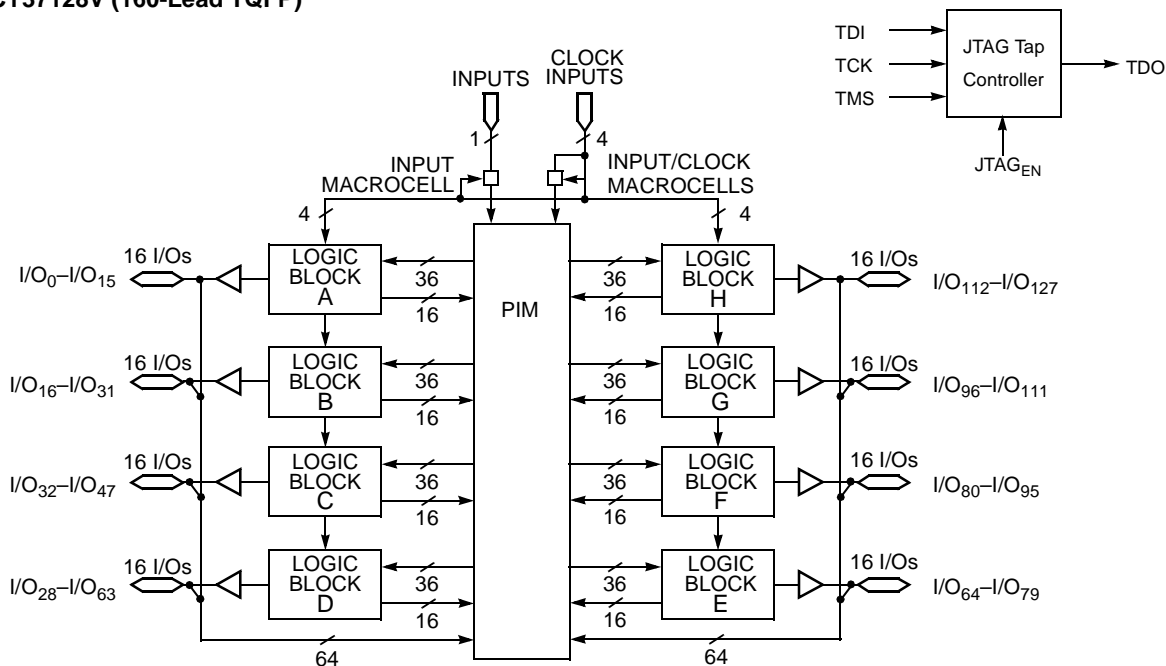 CY37128V (160-Lead TQFP)
TDI
TCK
TMS
JTAG Tap
Controller
TDO
JTAGEN
INPUTS
CLOCK
INPUTS
1
4
INPUT
MACROCELL
INPUT/CLOCK
MACROCELLS
4
4
PIM
I/O0–I/O15
16 I/Os
LOGIC
BLOCK
A
36
16
36
16
LOGIC
BLOCK
H
16 I/Os
I/O112–I/O127
I/O16–I/O31
16 I/Os
LOGIC
BLOCK
B
36
16
36
16
LOGIC
BLOCK
G
16 I/Os
I/O96–I/O111
I/O32–I/O47
16 I/Os
LOGIC
BLOCK
C
36
16
36
16
LOGIC
BLOCK
F
16 I/Os
I/O80–I/O95
I/O28–I/O63
16 I/Os
LOGIC
BLOCK
D
36
16
36
16
LOGIC
BLOCK
E
16 I/Os
I/O64–I/O79
64
64